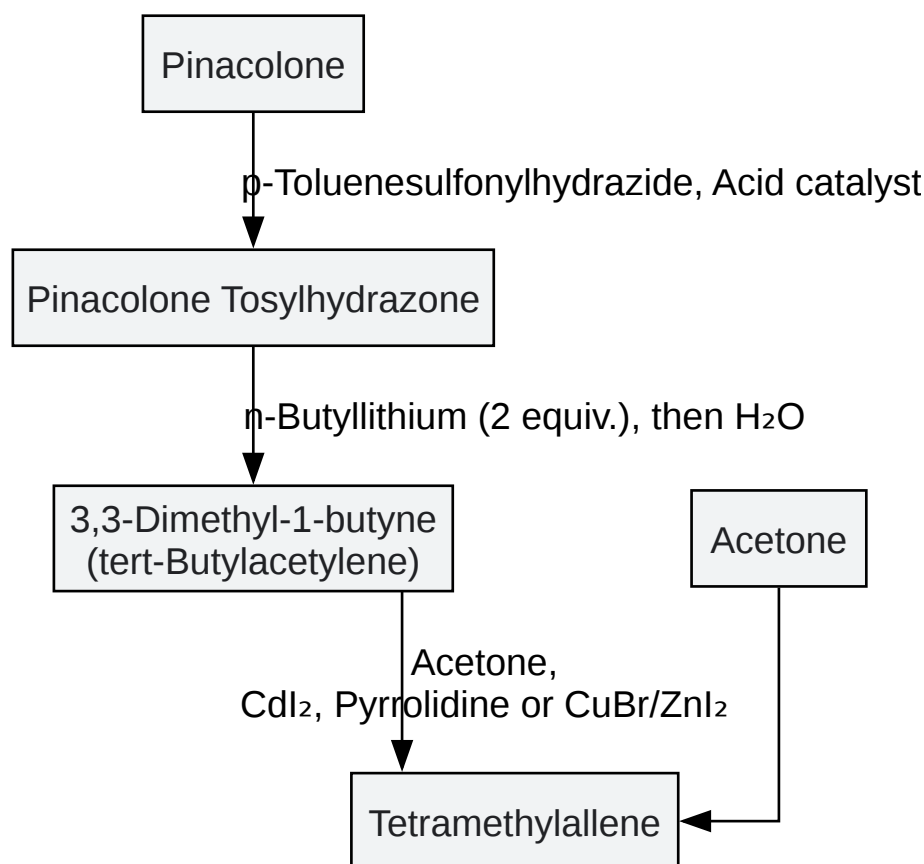 Pinacolone
p-Toluenesulfonylhydrazide, Acid catalyst
Pinacolone Tosylhydrazone
n-Butyllithium (2 equiv.), then H₂O
3,3-Dimethyl-1-butyne
(tert-Butylacetylene)
Acetone
Acetone,
CdI₂, Pyrrolidine or CuBr/ZnI₂
Tetramethylallene